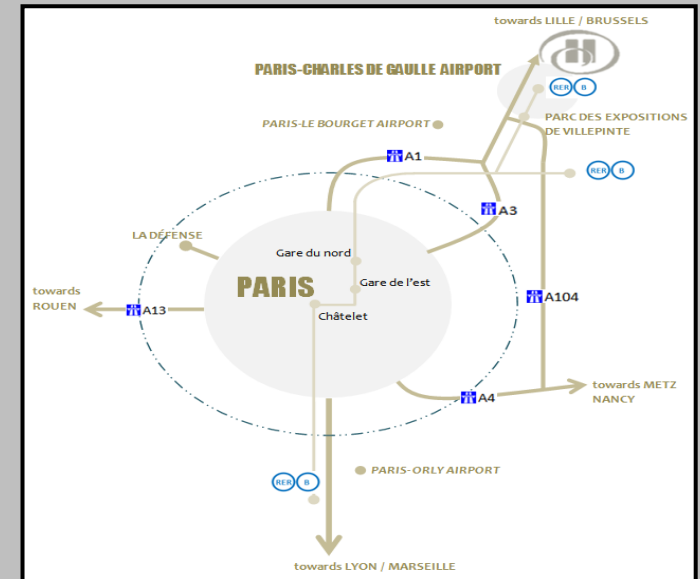 towards LILLE / BRUSSELS
H
PARIS-CHARLES DE GAULLE AIRPORT
RER B
PARC DES EXPOSITIONS
DE VILLEPINTE
PARIS-LE BOURGET AIRPORT
A1
RER B
A3
LA DÉFENSE
Gare du nord
PARIS
Gare de l'est
towards
ROUEN
A13
Châtelet
A104
towards METZ
NANCY
A4
PARIS-ORLY AIRPORT
RER B
towards LYON / MARSEILLE